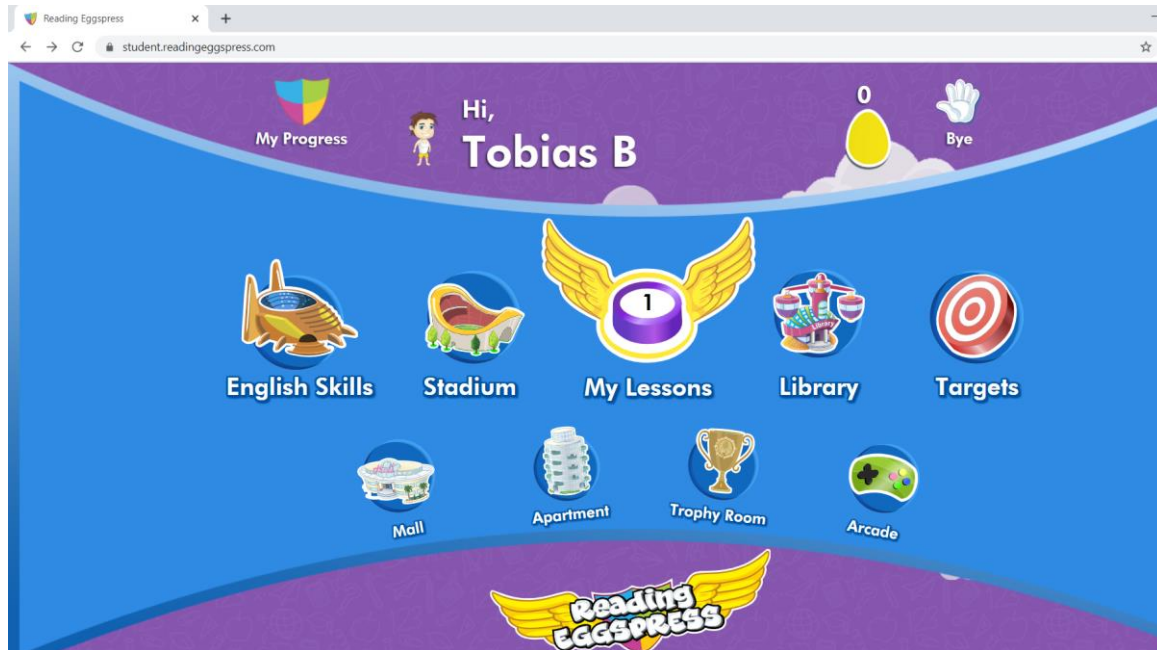 Reading Eggspress
student.readingeggspress.com
My Progress
Hi,
Tobias B
0
Bye
1
English Skills
Stadium
My Lessons
Library
Library
Targets
Mall
Mall
Apartment
Trophy Room
Arcade
Reading
EGGSPRESS